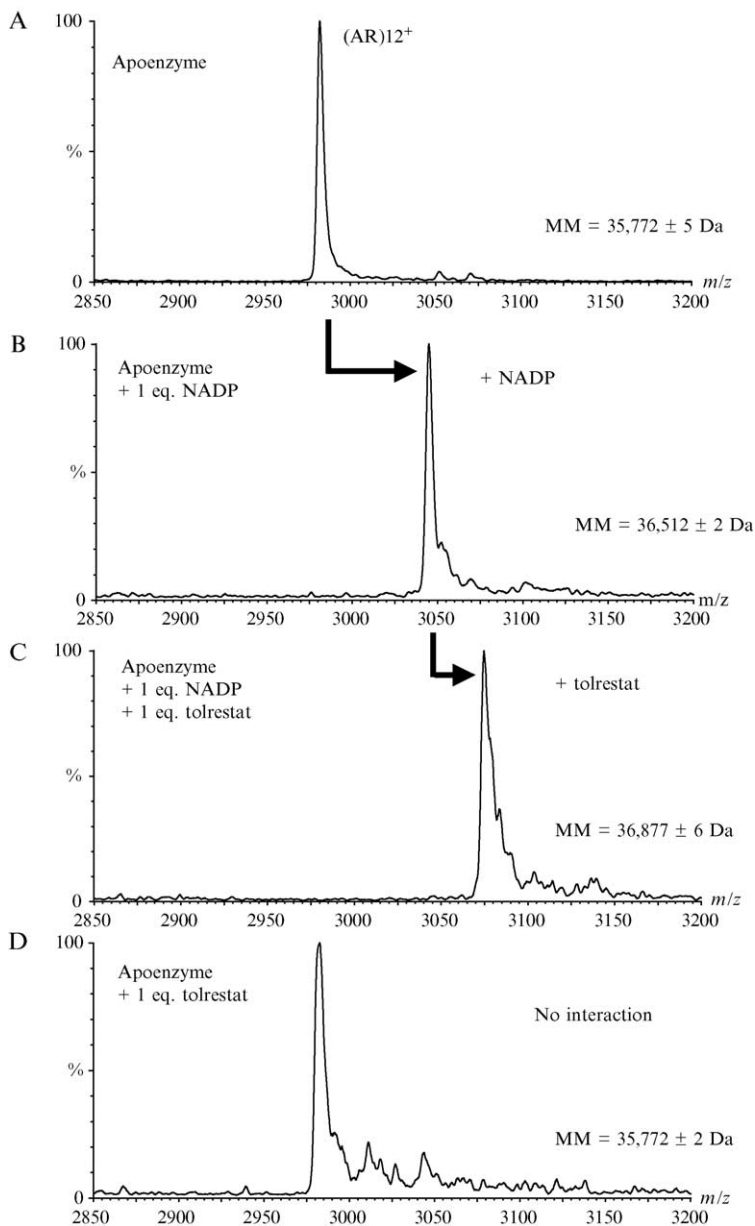 A
100
(AR)12+
Apoenzyme
%
MM = 35,772 ± 5 Da
0
m/z
2850 2900 2950 3000 3050 3100 3150 3200
B
100
Apoenzyme
+ 1 eq. NADP
+ NADP
%
MM = 36,512 ± 2 Da
0
m/z
2850 2900 2950 3000 3050 3100 3150 3200
C
100
Apoenzyme
+ 1 eq. NADP
+ 1 eq. tolrestat
+ tolrestat
%
MM = 36,877 ± 6 Da
0
m/z
2850 2900 2950 3000 3050 3100 3150 3200
D
100
Apoenzyme
+ 1 eq. tolrestat
No interaction
%
MM = 35,772 ± 2 Da
0
m/z
2850 2900 2950 3000 3050 3100 3150 3200